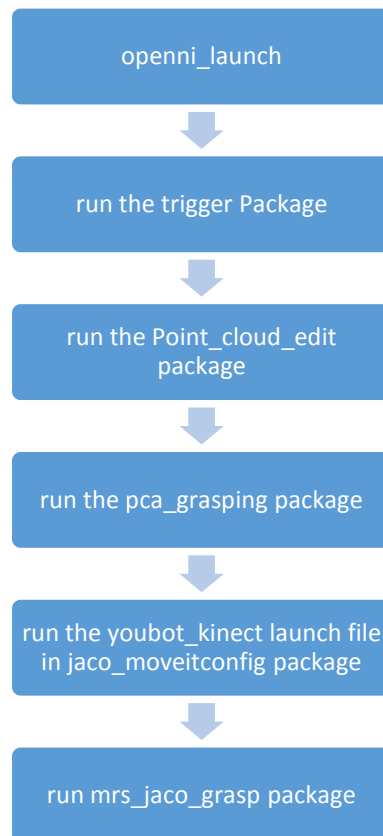 openni_launch
run the trigger Package
run the Point_cloud_edit
package
run the pca_grasping package
run the youbot_kinect launch file
in jaco_moveitconfig package
run mrs_jaco_grasp package